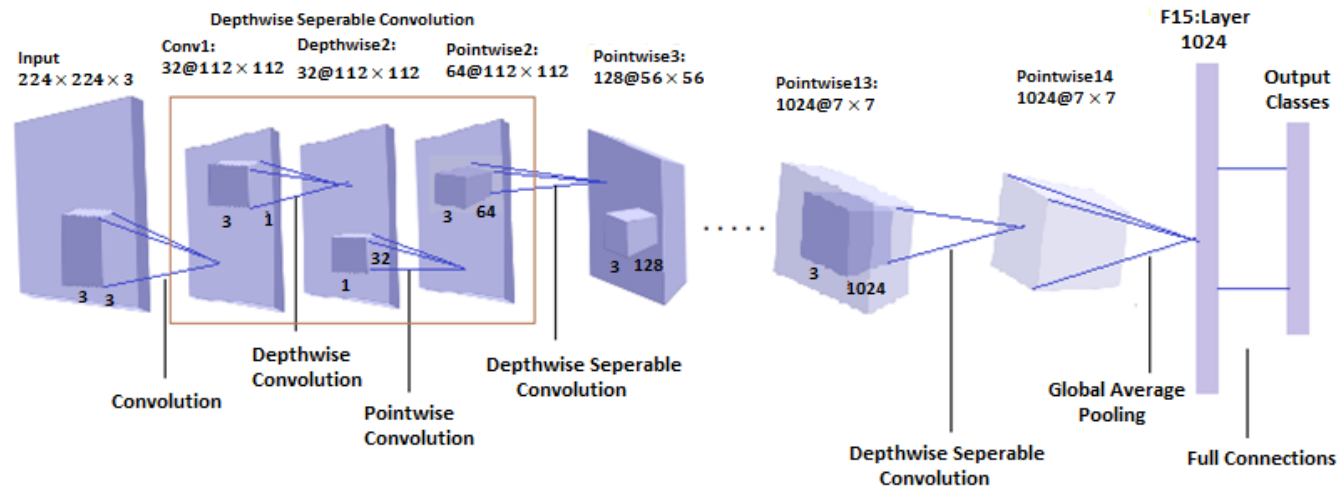 Depthwise Seperable Convolution
Input
224 × 224 × 3
Conv1:
32@112 × 112
Depthwise2:
32@112 × 112
Pointwise2:
64@112 × 112
Pointwise3:
128@56 × 56
Pointwise13:
1024@7 × 7
Pointwise14
1024@7 × 7
F15:Layer
1024
Output
Classes
3 3
3 1
1 32
3 64
3 128
. . . . .
3 1024
Convolution
Depthwise
Convolution
Pointwise
Convolution
Depthwise Seperable
Convolution
Depthwise Seperable
Convolution
Global Average
Pooling
Full Connections